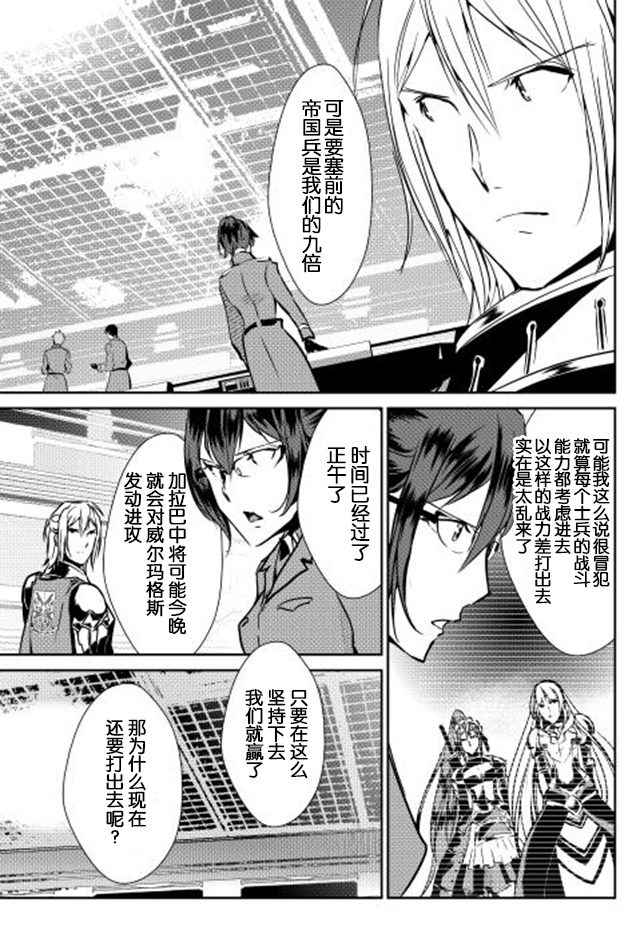 可是要塞前的
帝国兵是我们的九倍
可能我这么说很冒犯
就算每个士兵的战斗
能力都考虑进去
以这样的战力差打出去
实在是太乱来了
时间已经过了
正午了
加拉巴中将可能今晚
就会对威尔玛格斯
发动进攻
只要在这么
坚持下去
我们就赢了
那为什么现在
还要打出去呢？